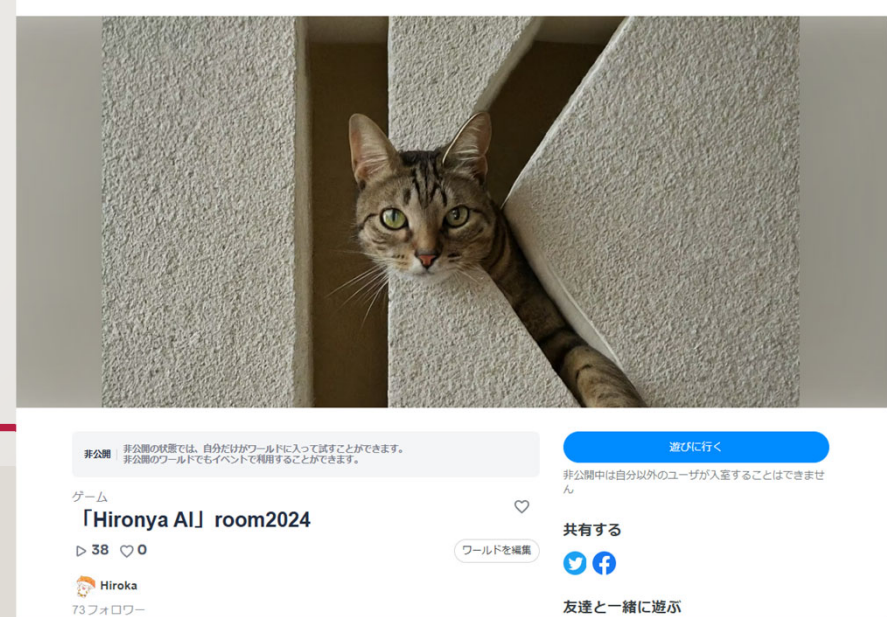 非公開
非公開の状態では、自分だけがワールドに入って試すことができます。
非公開のワールドでもイベントで利用することができます。
ゲーム
「Hironya AI」room2024
38
0
ワールドを編集
Hiroka
73フォロワー
遊びに行く
非公開中は自分以外のユーザが入室することはできませ
ん
共有する
友達と一緒に遊ぶ